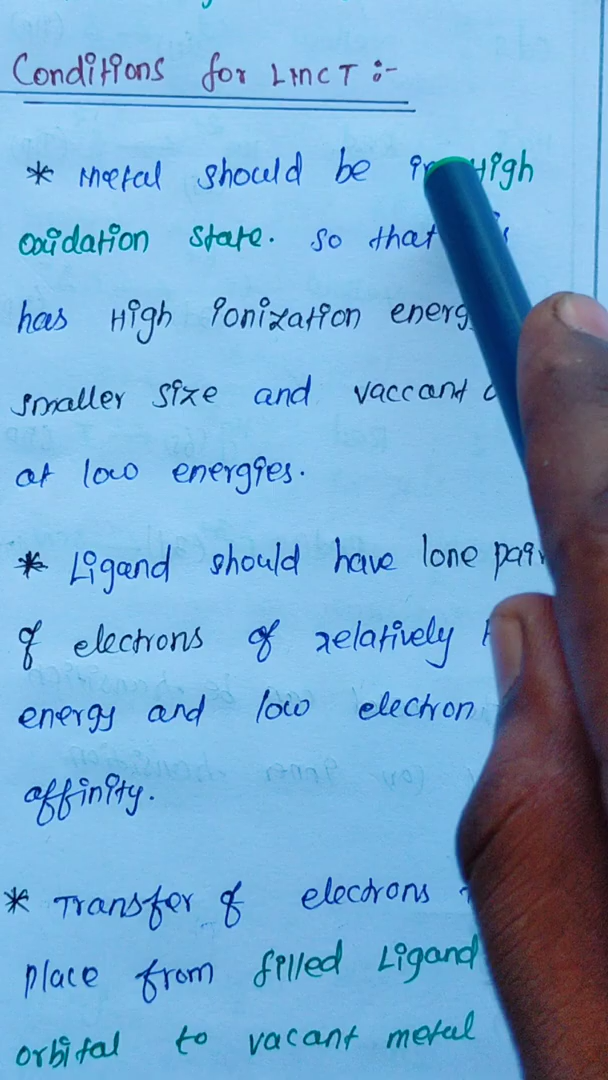 Conditions for LMCT :-
* Metal should be in High
oxidation state. so that
has High ionization energ
smaller size and vaccant
at low energies.
* Ligand should have lone pair
of electrons of relatively
energy and low electron
affinity.
* Transfer of electrons
place from filled Ligand
orbital to vacant metal